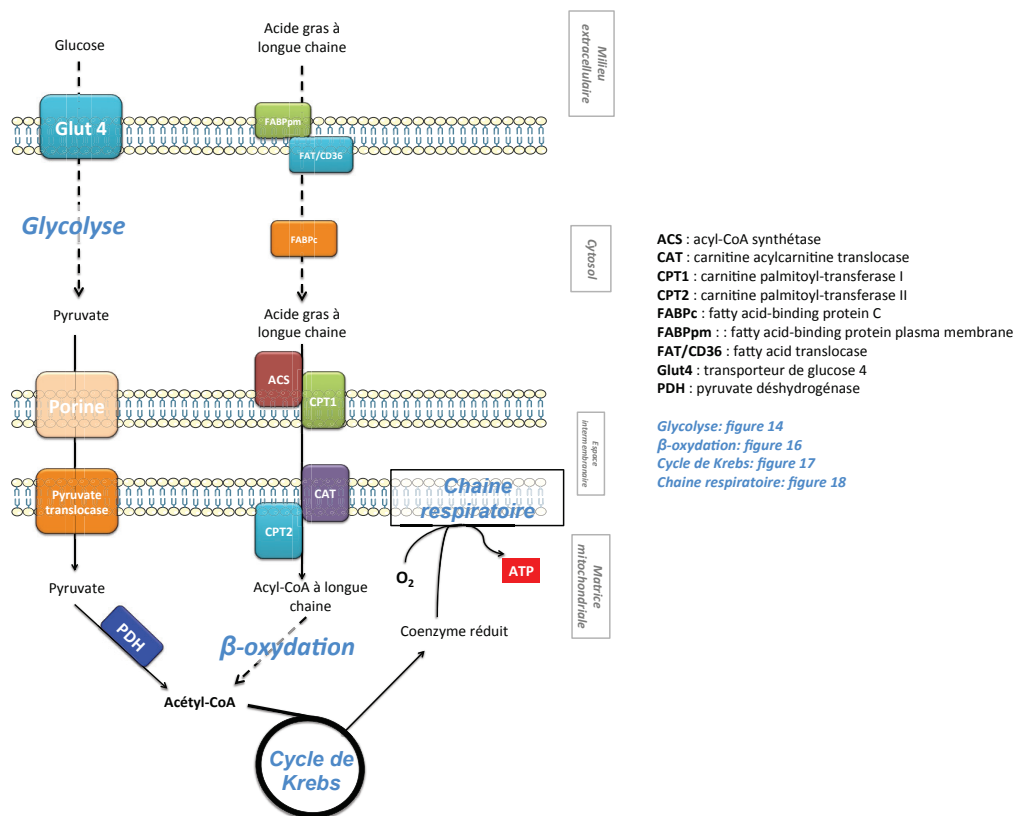 Glucose
Acide gras à
longue chaine
Milieu
extracellulaire
Glut 4
FABPpm
FAT/CD36
Glycolyse
FABPc
Cytosol
Pyruvate
Acide gras à
longue chaine
ACS
CPT1
Porine
Espace
intermembranaire
Pyruvate
translocase
CAT
CPT2
Chaine
respiratoire
O2
ATP
Matrice
mitochondriale
Pyruvate
Acyl-CoA à longue
chaine
PDH
β-oxydation
Coenzyme réduit
Acétyl-CoA
Cycle de
Krebs
ACS : acyl-CoA synthétase
CAT : carnitine acylcarnitine translocase
CPT1 : carnitine palmitoyl-transferase I
CPT2 : carnitine palmitoyl-transferase II
FABPc : fatty acid-binding protein C
FABPpm : : fatty acid-binding protein plasma membrane
FAT/CD36 : fatty acid translocase
Glut4 : transporteur de glucose 4
PDH : pyruvate déshydrogénase
Glycolyse: figure 14
β-oxydation: figure 16
Cycle de Krebs: figure 17
Chaine respiratoire: figure 18